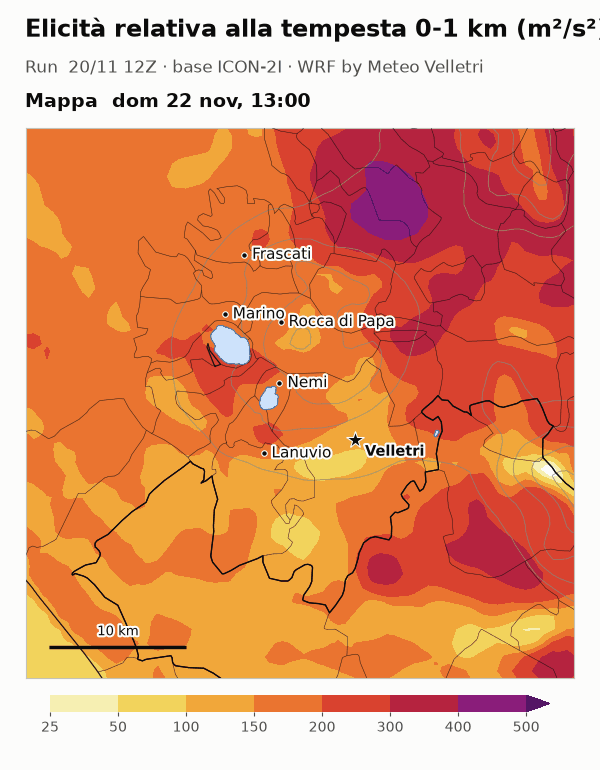 Elicità relativa alla tempesta 0-1 km (m²/s²)
Run 20/11 12Z · base ICON-2I · WRF by Meteo Velletri
Mappa dom 22 nov, 13:00
Frascati
Marino
Rocca di Papa
Nemi
Velletri
Lanuvio
10 km
25 50 100 150 200 300 400 500